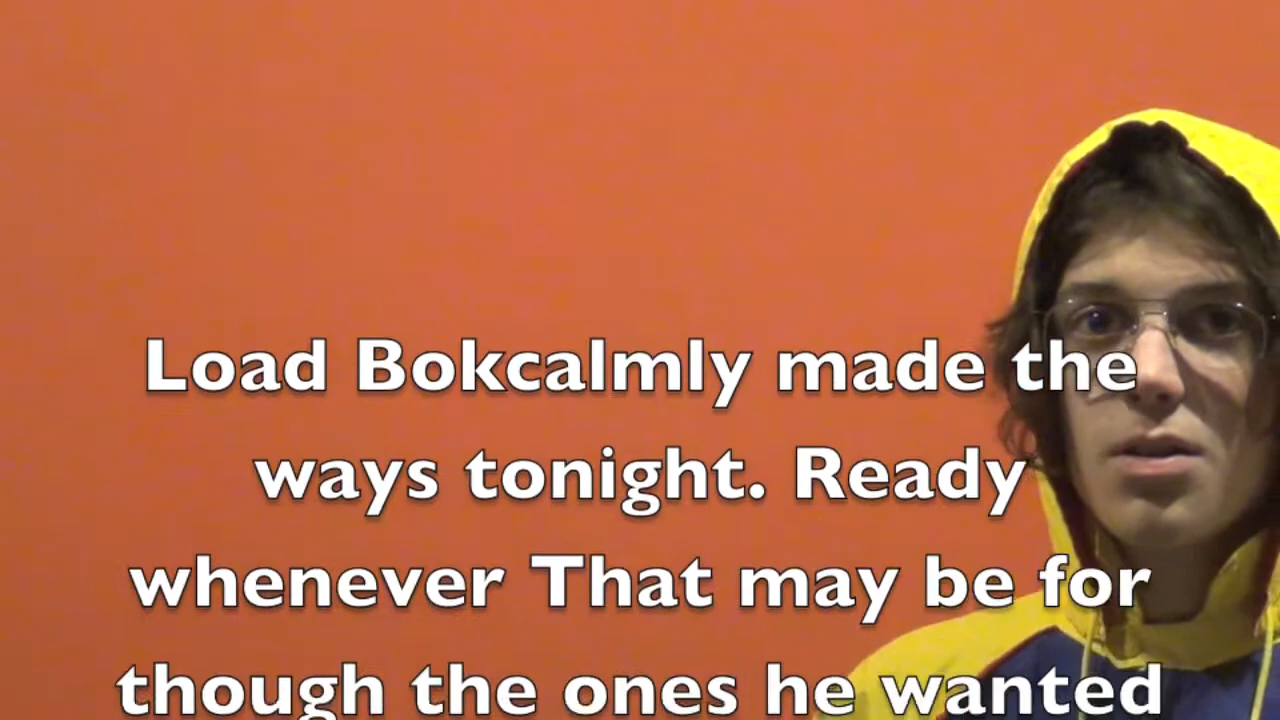 Load Bokcalmly made the
ways tonight. Ready
whenever That may be for
though the ones he wanted